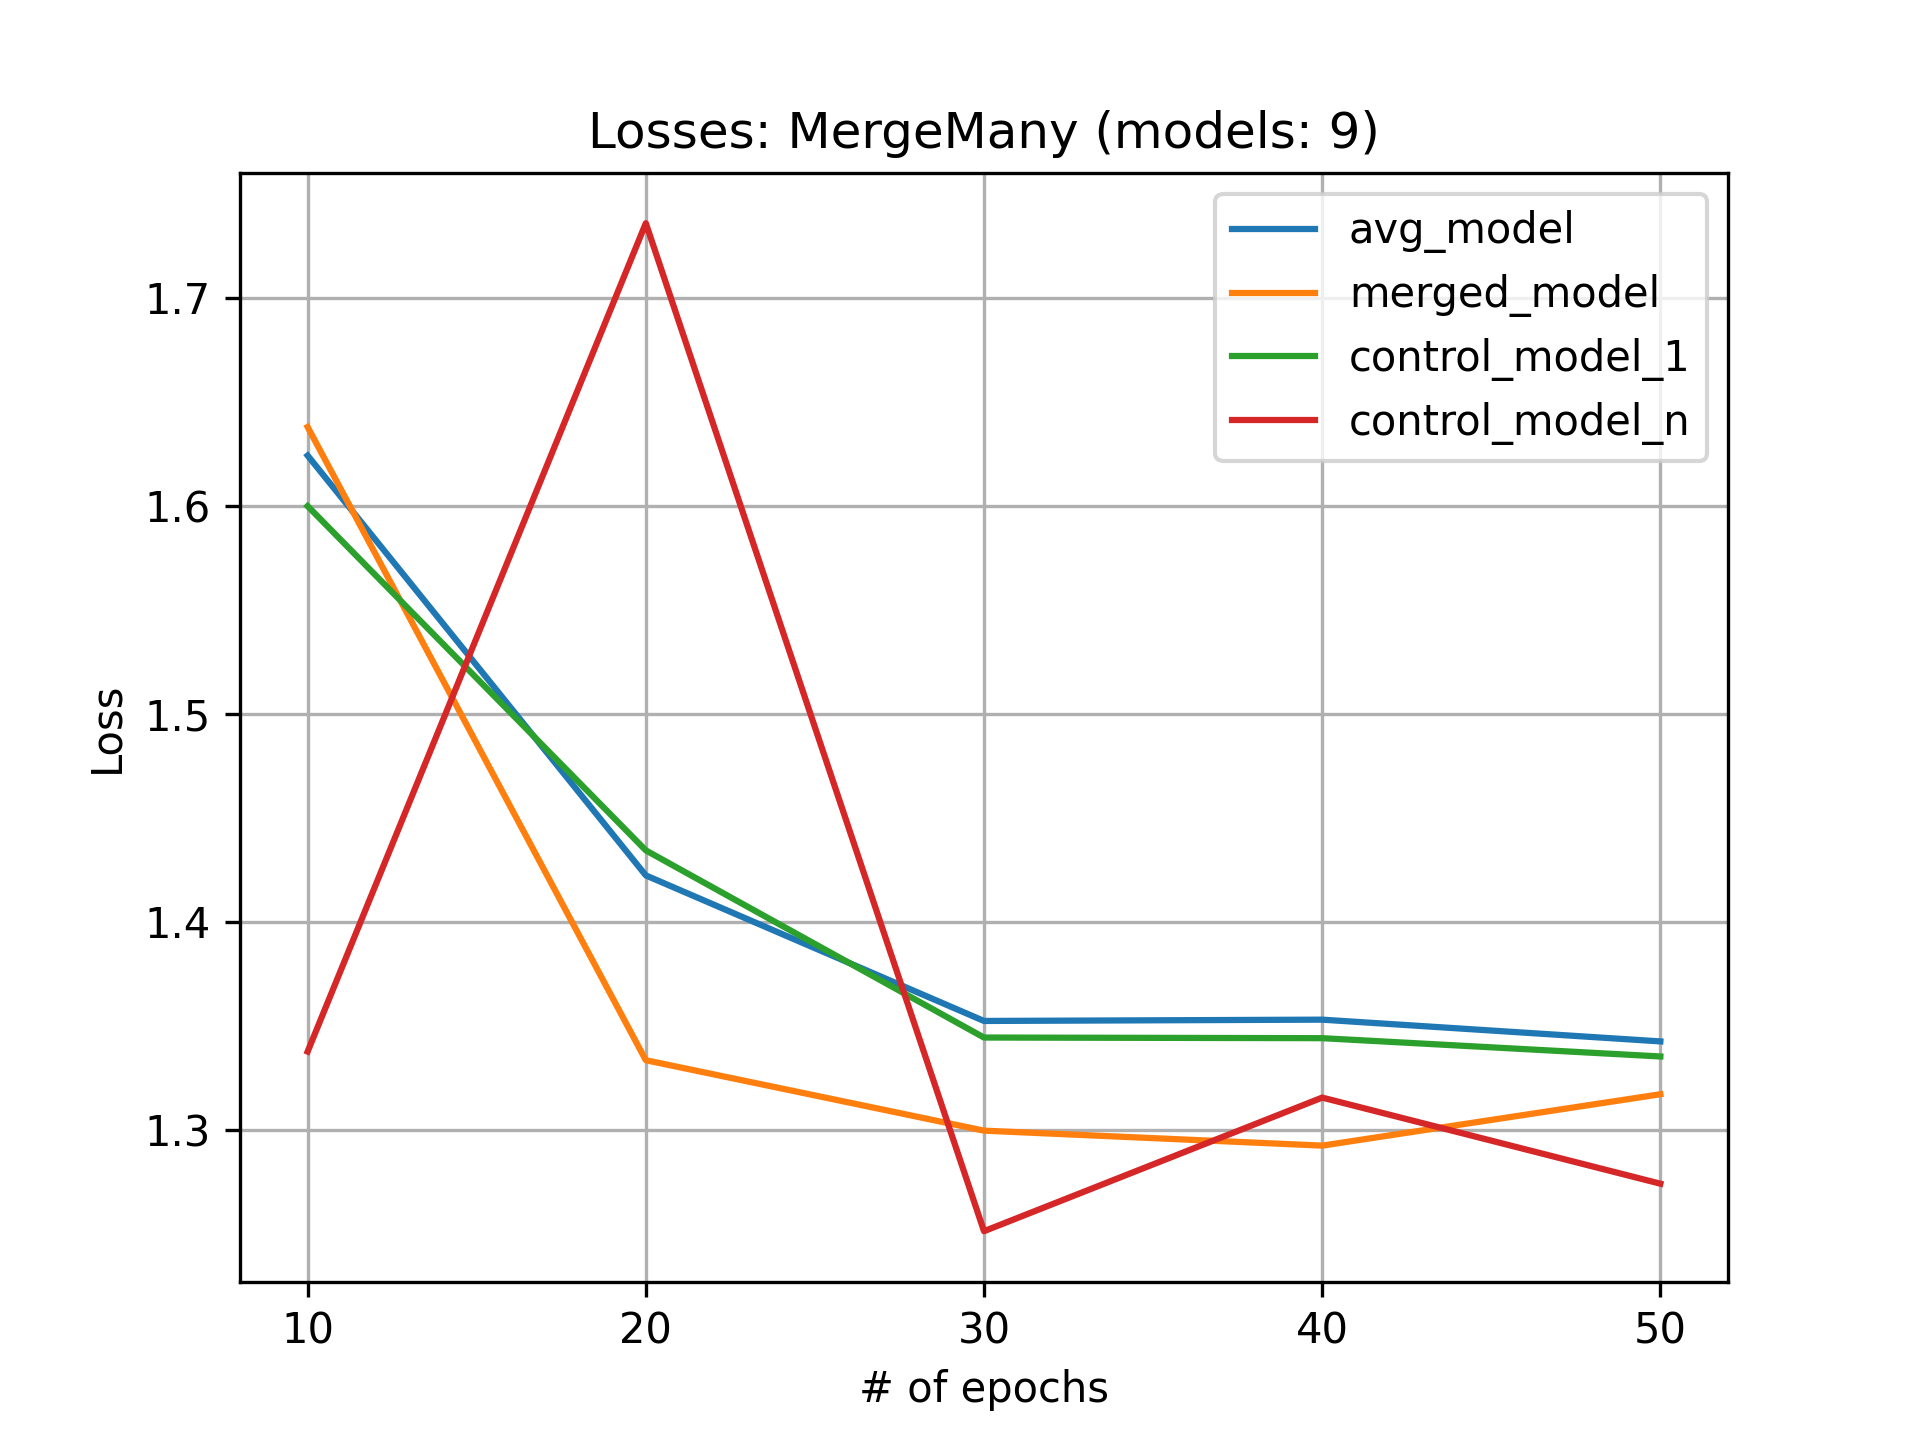 Losses: MergeMany (models: 9)
avg_model
merged_model
control_model_1
control_model_n
1.7
1.6
1.5
1.4
1.3
Loss
10 20 30 40 50
# of epochs